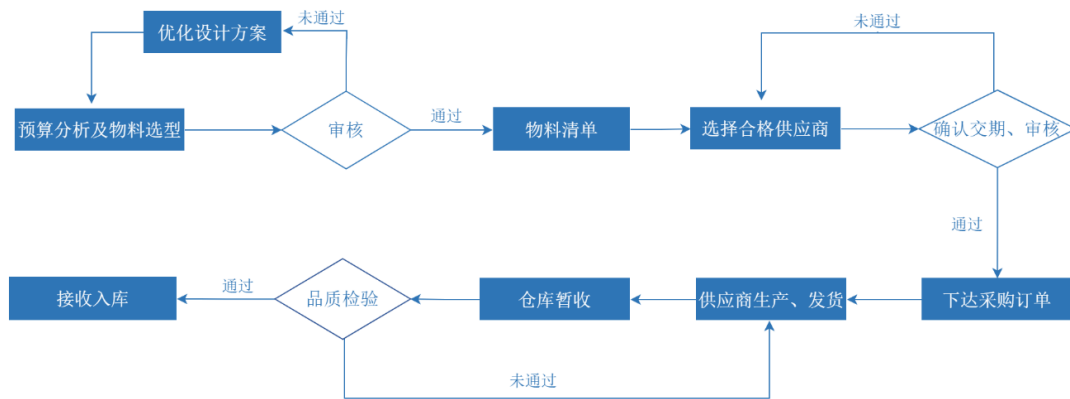 未通过
优化设计方案
未通过
预算分析及物料选型
审核
通过
物料清单
选择合格供应商
确认交期、审核
通过
接收入库
通过
品质检验
仓库暂收
供应商生产、发货
下达采购订单
未通过